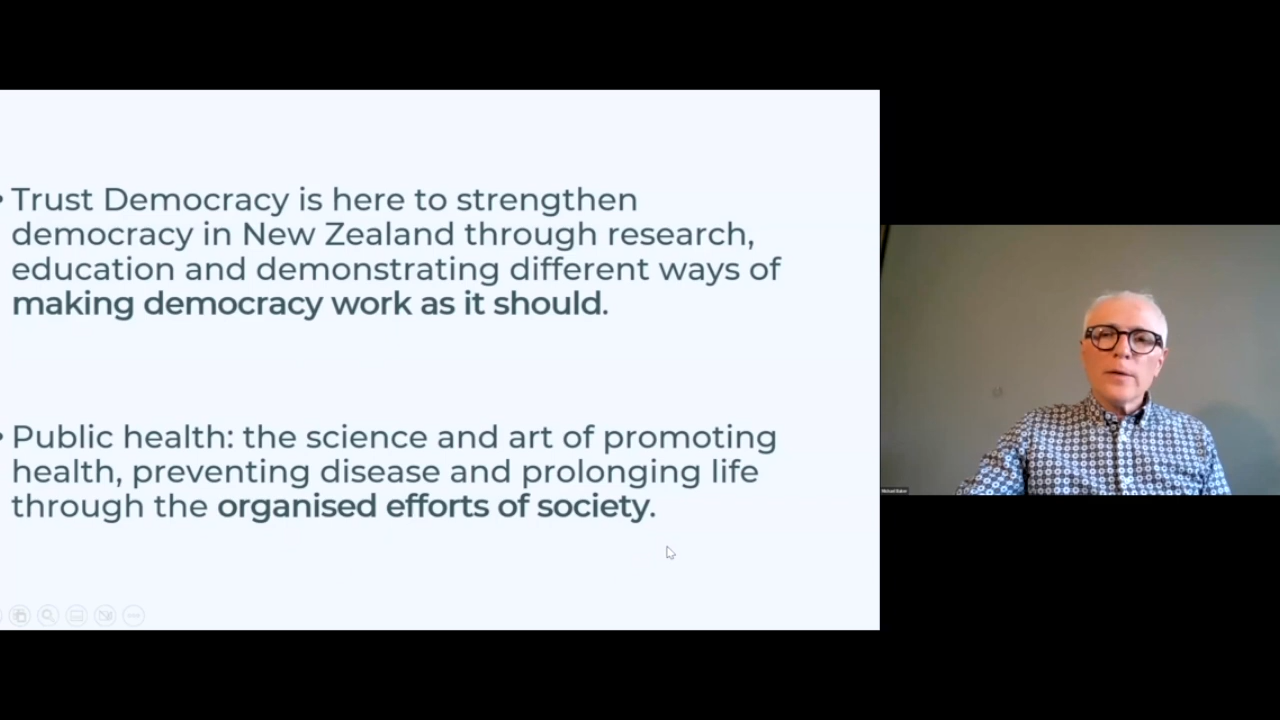 • Trust Democracy is here to strengthen
democracy in New Zealand through research,
education and demonstrating different ways of
making democracy work as it should.
• Public health: the science and art of promoting
health, preventing disease and prolonging life
through the organised efforts of society.
Michael Baker